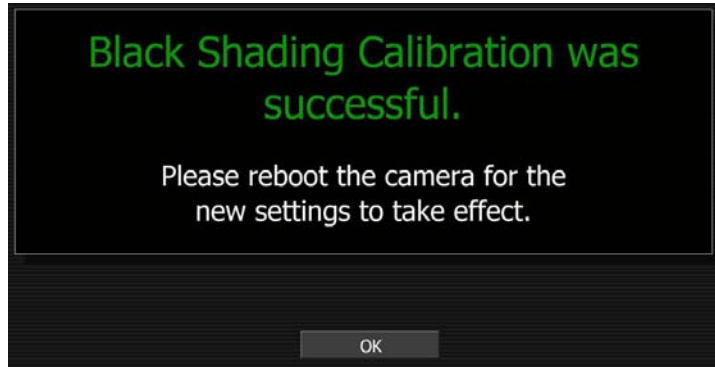 Black Shading Calibration was
successful.
Please reboot the camera for the
new settings to take effect.
OK